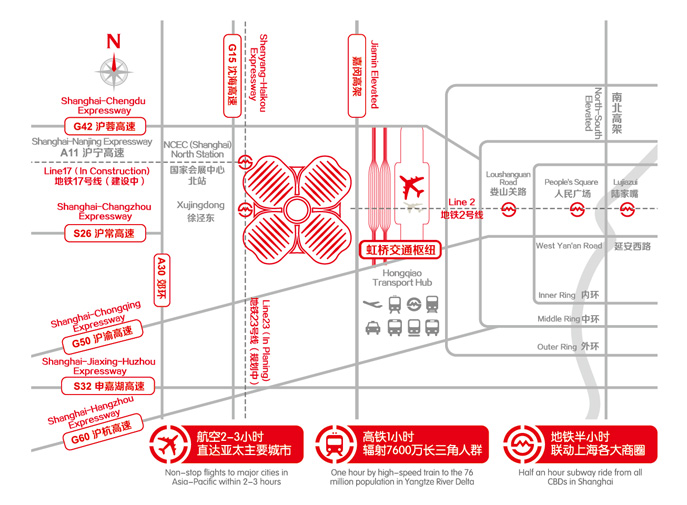 N
Shanghai-Chengdu
Expressway
G42 沪蓉高速
Shanghai-Nanjing Expressway
A11 沪宁高速
Line17 ( In Construction)
地铁17号线（建设中）
Shanghai-Changzhou
Expressway
S26 沪常高速
A30 郊环
Shanghai-Chongqing
Expressway
G50 沪渝高速
Shanghai-Jiaxing-Huzhou
Expressway
S32 申嘉湖高速
Shanghai-Hangzhou
Expressway
G60 沪杭高速
G15 沈海高速
Shenyang-Haikou
Expressway
NCEC (Shanghai)
North Station
国家会展中心
北站
Xujingdong
徐泾东
Line23 ( In Planing)
地铁23号线（规划中）
嘉闵高架
Jiamin Elevated
虹桥交通枢纽
Hongqiao
Transport Hub
Line 2
地铁2号线
Loushanguan
Road
娄山关路
People's Square
人民广场
Lujiazui
陆家嘴
North-South
Elevated
南北高架
West Yan'an Road
延安西路
Inner Ring 内环
Middle Ring 中环
Outer Ring 外环
航空2-3小时
直达亚太主要城市
Non-stop flights to major cities in
Asia-Pacific within 2-3 hours
高铁1小时
辐射7600万长三角人群
One hour by high-speed train to the 76
million population in Yangtze River Delta
地铁半小时
联动上海各大商圈
Half an hour subway ride from all
CBDs in Shanghai